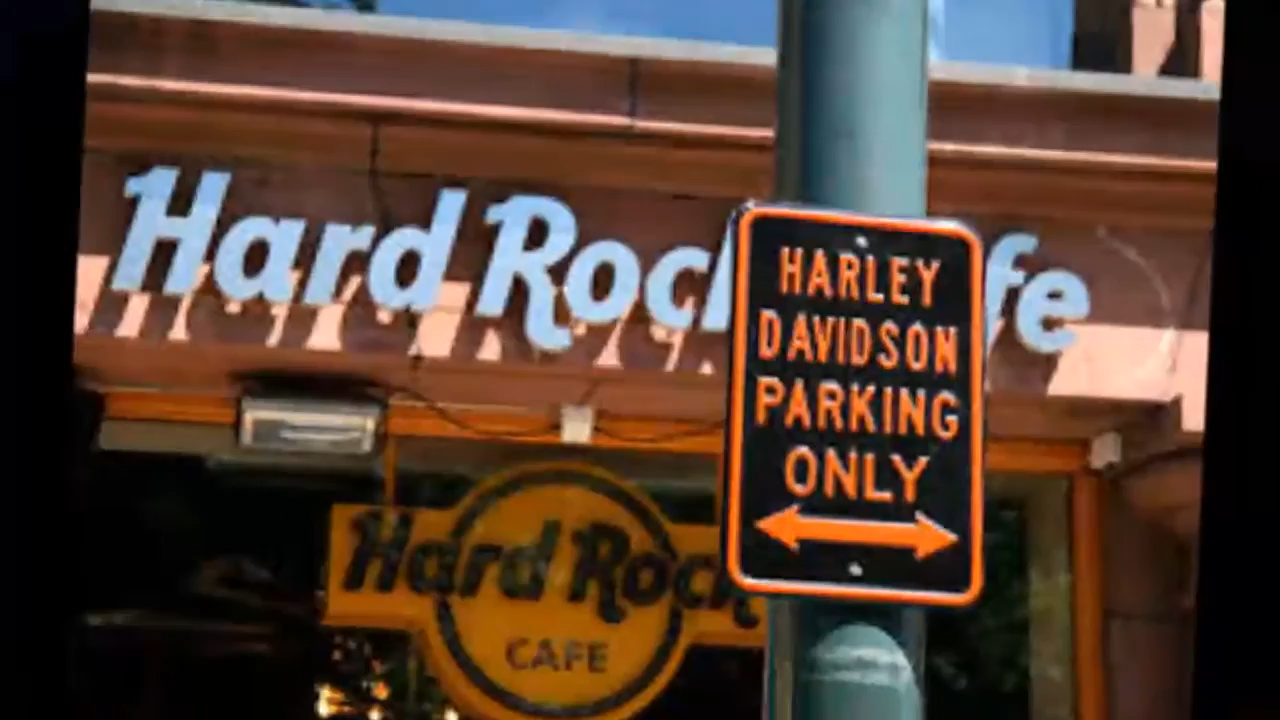 Hard Roc
fe
HARLEY
DAVIDSON
PARKING
ONLY
Hard Rock
CAFE